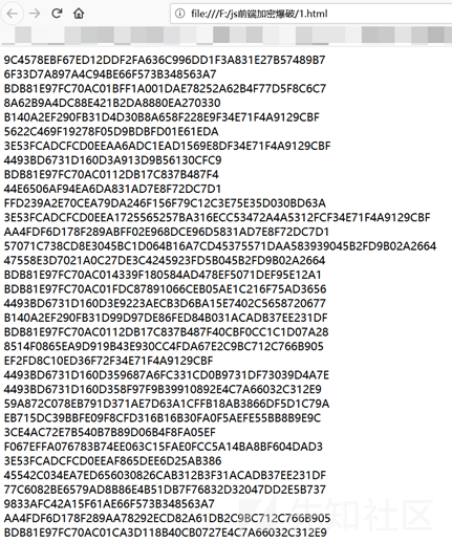 file:///F:/js前端加密爆破/1.html
9C4578EBF67ED12DDF2FA636C996DD1F3A831E27B57489B7
6F33D7A897A4C94BE66F573B348563A7
BDB81E97FC70AC01BFF1A001DAE78252A62B4F77D5F8C6C7
8A62B9A4DC88E421B2DA8880EA270330
B140A2EF290FB31D4D30B8A658F228E9F34E71F4A9129CBF
5622C469F19278F05D9BDBFD01E61EDA
3E53FCADCFCD0EEAA6ADC1EAD1569E8DF34E71F4A9129CBF
4493BD6731D160D3A913D9B56130CFC9
BDB81E97FC70AC0112DB17C837B487F4
44E6506AF94EA6DA831AD7E8F72DC7D1
FFD239A2E70CEA79DA246F156F79C12C3E75E35D030BD63A
3E53FCADCFCD0EEA1725565257BA316ECC53472A4A5312FCF34E71F4A9129CBF
AA4FDF6D178F289ABFF02E968DCE96D5831AD7E8F72DC7D1
57071C738CD8E3045BC1D064B16A7CD45375571DAA583939045B2FD9B02A2664
47558E3D7021A0C27DE3C4245923FD5B045B2FD9B02A2664
BDB81E97FC70AC014339F180584AD478EF5071DEF95E12A1
BDB81E97FC70AC01FDC87891066CEB05AE1C216F75AD3656
4493BD6731D160D3E9223AECB3D6BA15E7402C5658720677
B140A2EF290FB31D99D97DE86FED84B031ACADB37EE231DF
BDB81E97FC70AC0112DB17C837B487F40CBF0CC1C1D07A28
8514F0865EA9D919B43E930CC4FDA67E2C9BC712C766B905
EF2FD8C10ED36F72F34E71F4A9129CBF
4493BD6731D160D359687A6FC331CD0B9731DF73039D4A7E
4493BD6731D160D358F97F9B39910892E4C7A66032C312E9
59A872C078EB791D371AE7D63A1CFFB18AB3866DF5D1C79A
EB715DC39BBFE09F8CFD316B16B30FA0F5AEFE55BB8B9E9C
3CE4AC72E7B540B7B89D06B4F8FA05EF
F067EFFA076783B74EE063C15FAE0FCC5A14BA8BF604DAD3
3E53FCADCFCD0EEAF865DEE6D25AB386
45542C034EA7ED656030826CAB312B3F31ACADB37EE231DF
77C6082BE6579AD8B86E4B51DB7F76832D32047DD2E5B737
9833AFC42A15F61AE66F573B348563A7
AA4FDF6D178F289AA78292ECD82A61DB2C9BC712C766B905
BDB81E97FC70AC01CA3D118B40CB0727E4C7A66032C312E9